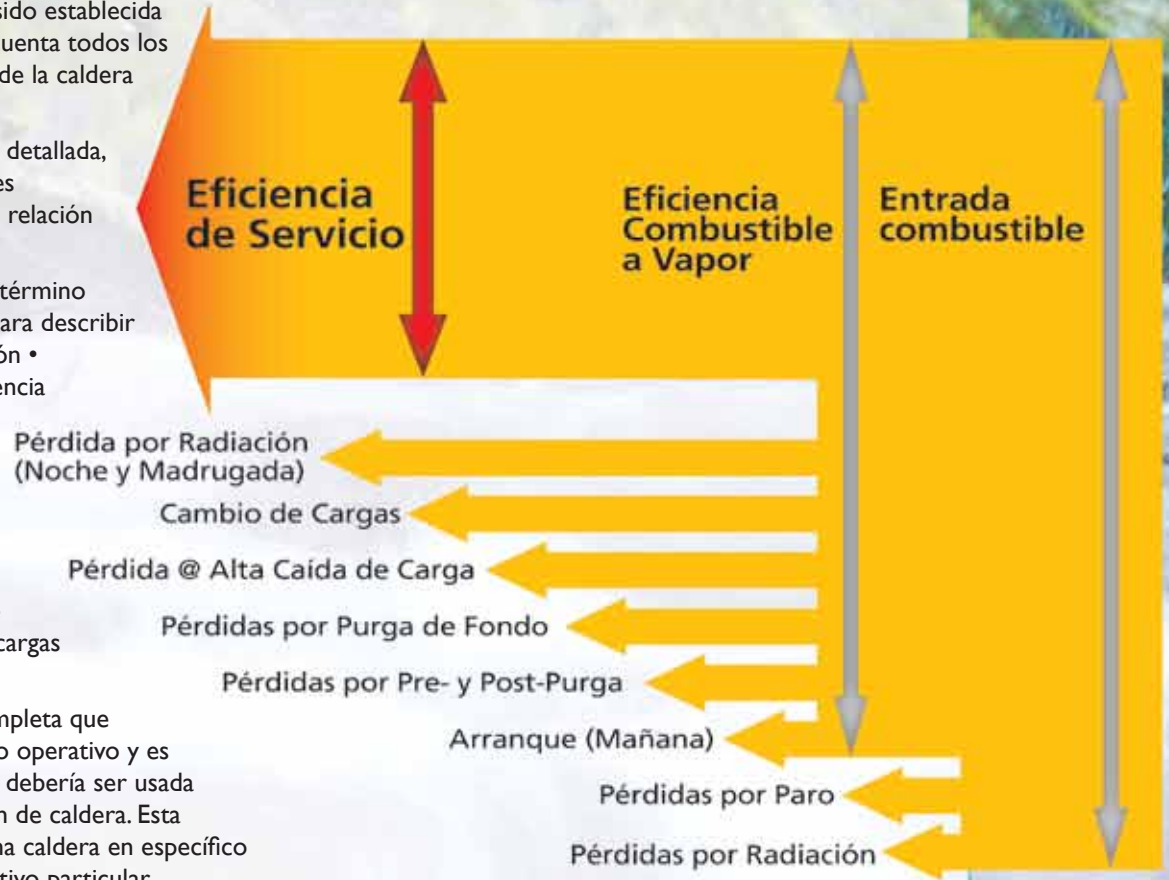 sido establecida
uenta todos los
de la caldera
detallada,
es
relación
término
ara describir
ón •
encia
cargas
mpleta que
o operativo y es
debería ser usada
n de caldera. Esta
na caldera en específico
tivo particular
Eficiencia
de Servicio
Eficiencia
Combustible
a Vapor
Entrada
combustible
Pérdida por Radiación
(Noche y Madrugada)
Cambio de Cargas
Pérdida @ Alta Caída de Carga
Pérdidas por Purga de Fondo
Pérdidas por Pre- y Post-Purga
Arranque (Mañana)
Pérdidas por Paro
Pérdidas por Radiación